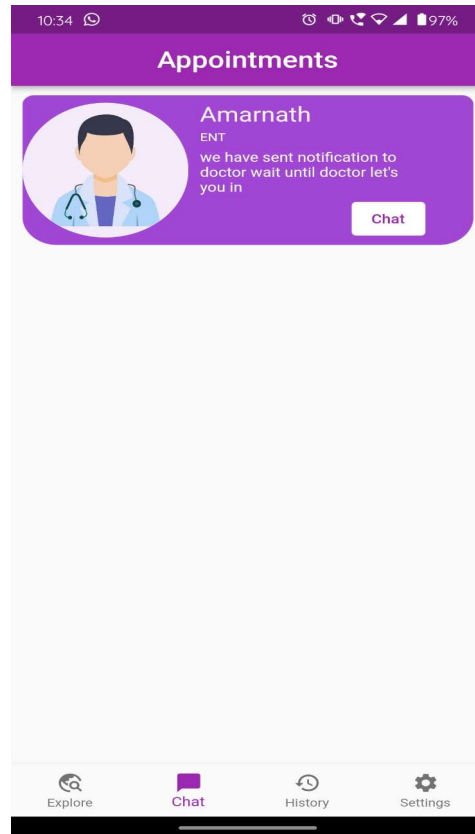 10:34 97%
Appointments
Amarnath
ENT
we have sent notification to
doctor wait until doctor let's
you in
Chat
Explore Chat History Settings